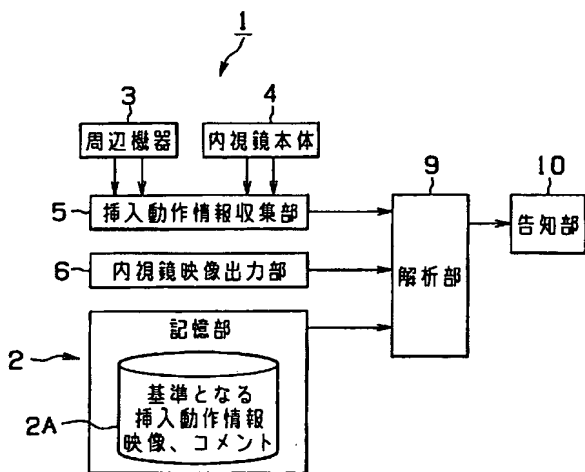 1
3
4
周辺機器
内視鏡本体
9
10
5
挿入動作情報収集部
告知部
6
内視鏡映像出力部
解析部
記憶部
2
2A
基準となる
挿入動作情報
映像、コメント